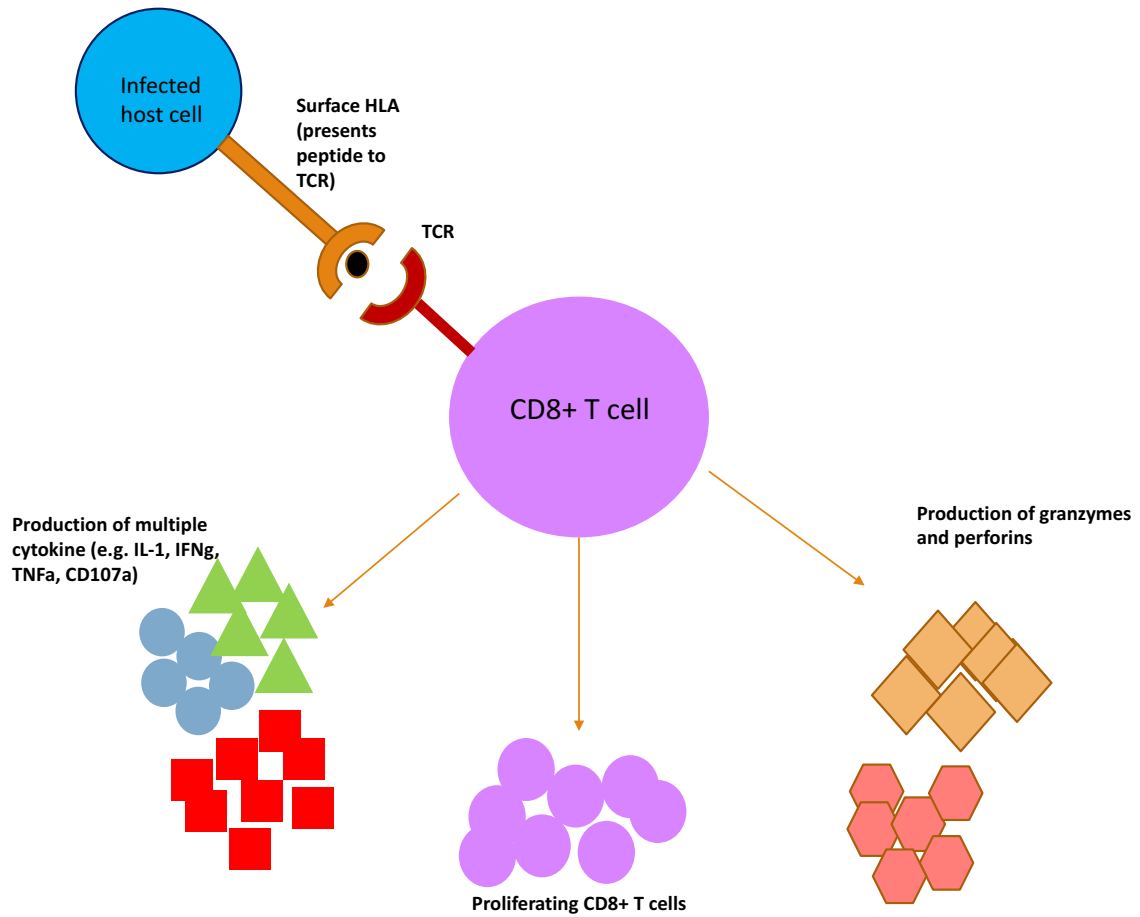 Infected
host cell
Surface HLA
(presents
peptide to
TCR)
TCR
CD8+ T cell
Production of multiple
cytokine (e.g. IL-1, IFNg,
TNFa, CD107a)
Production of granzymes
and perforins
Proliferating CD8+ T cells